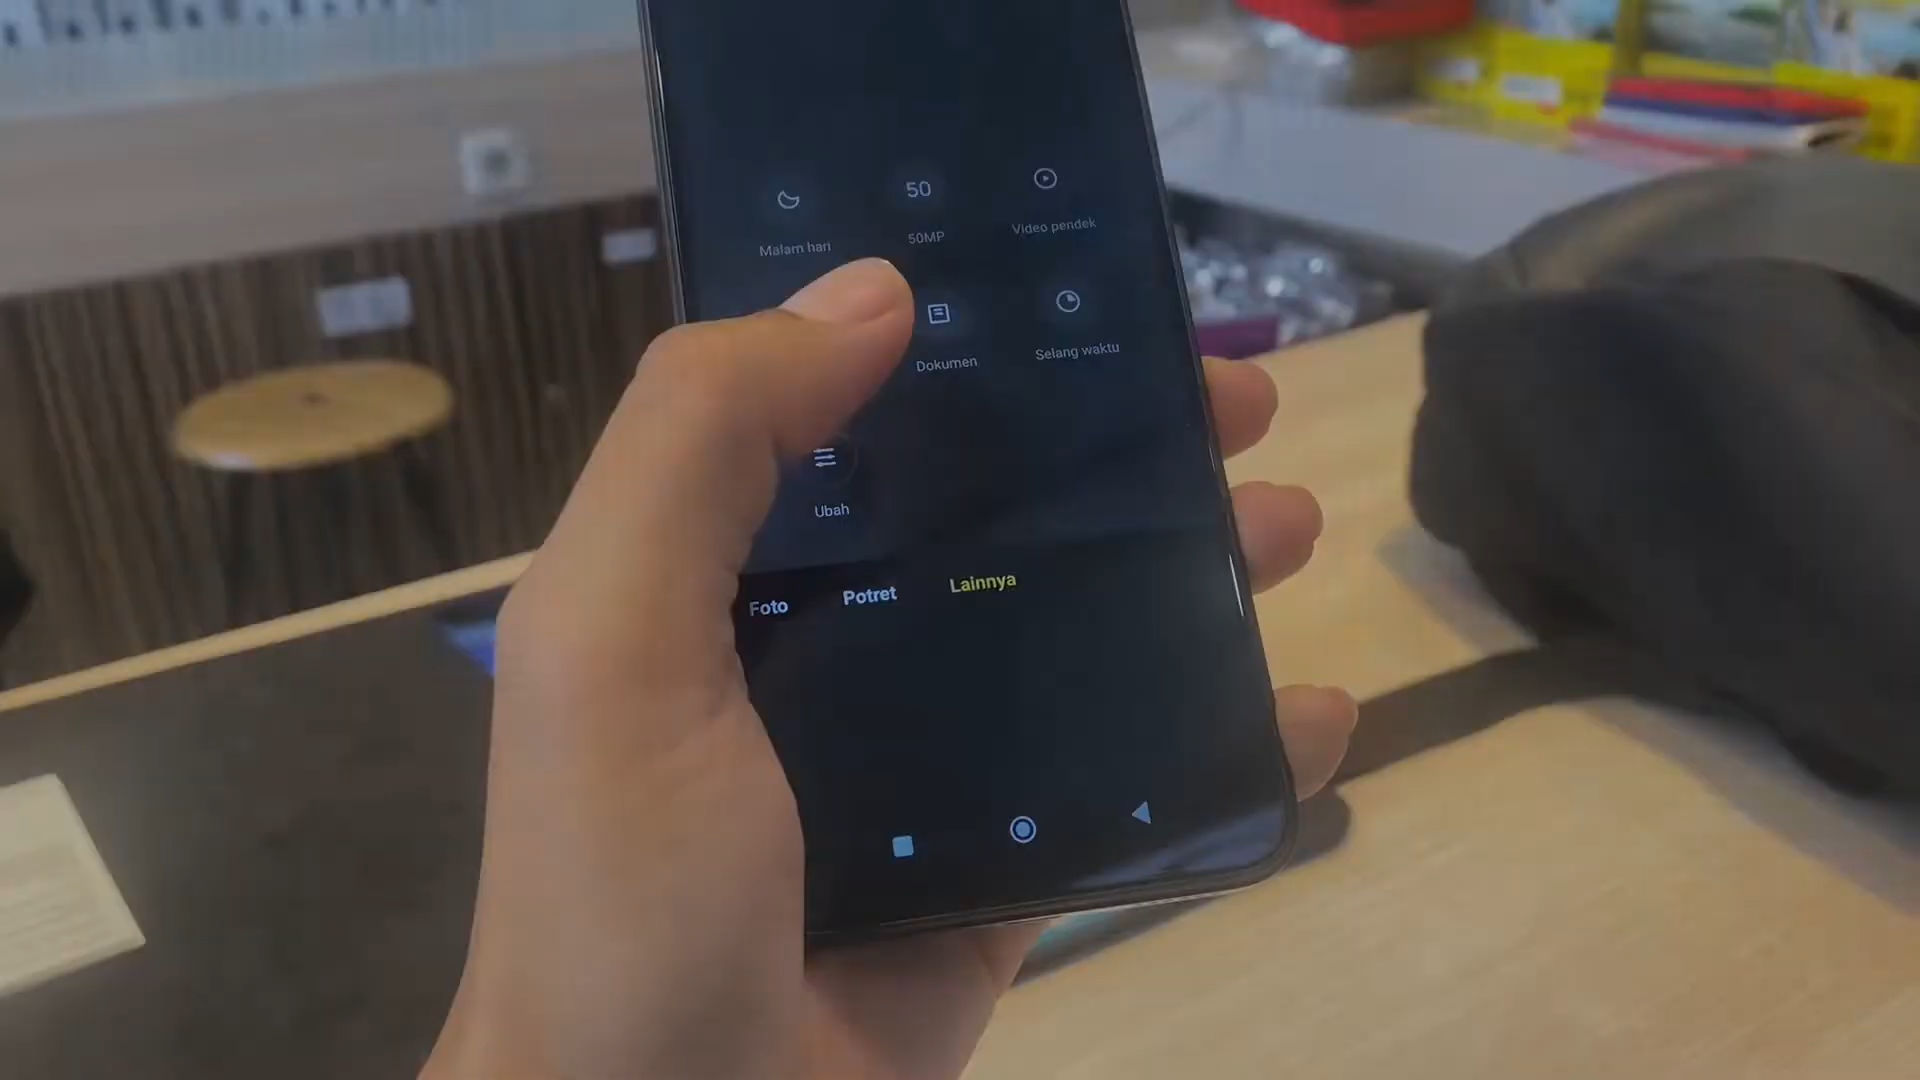 50
Malam hari
50MP
Video pendek
Dokumen
Selang waktu
Ubah
Foto
Potret
Lainnya